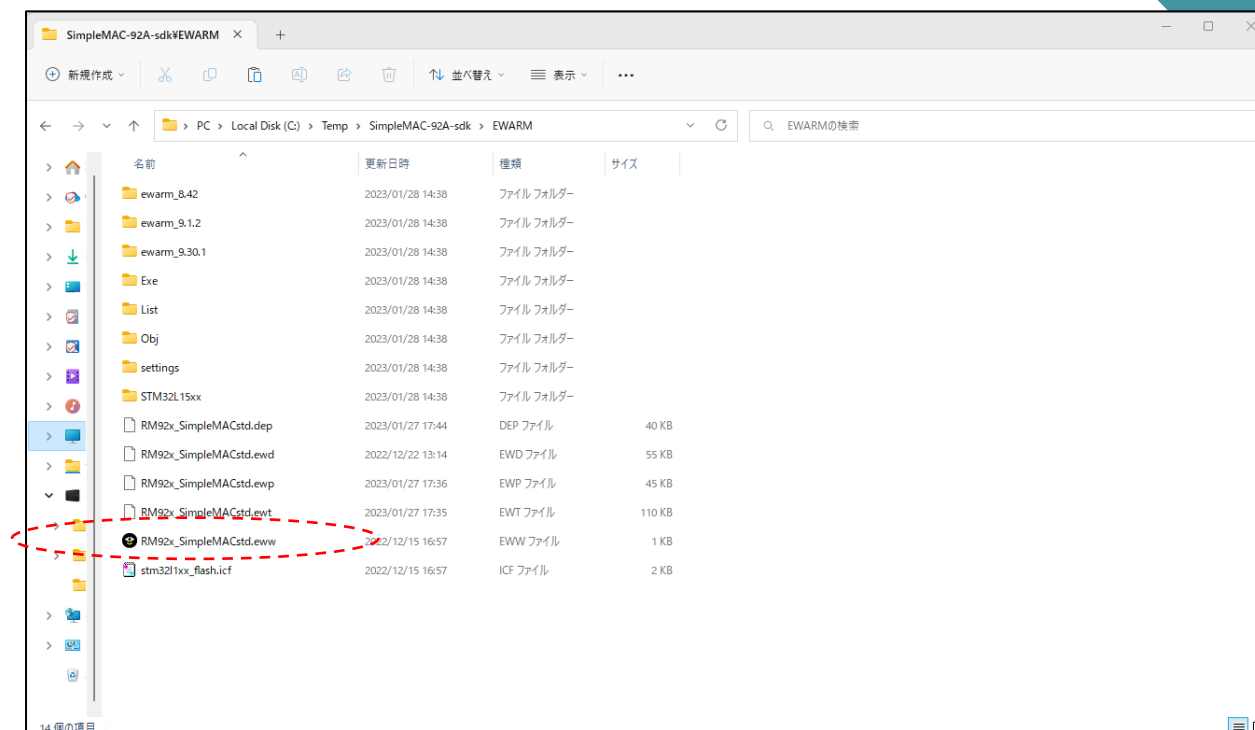 SimpleMAC-92A-sdk¥EWARM
新規作成
並べ替え
表示
PC > Local Disk (C:) > Temp > SimpleMAC-92A-sdk > EWARM
EWARMの検索
名前 更新日時 種類 サイズ
ewarm_8.42 2023/01/28 14:38 ファイル フォルダー
ewarm_9.1.2 2023/01/28 14:38 ファイル フォルダー
ewarm_9.30.1 2023/01/28 14:38 ファイル フォルダー
Exe 2023/01/28 14:38 ファイル フォルダー
List 2023/01/28 14:38 ファイル フォルダー
Obj 2023/01/28 14:38 ファイル フォルダー
settings 2023/01/28 14:38 ファイル フォルダー
STM32L15xx 2023/01/28 14:38 ファイル フォルダー
RM92x_SimpleMACstd.dep 2023/01/27 17:44 DEP ファイル 40 KB
RM92x_SimpleMACstd.ewd 2022/12/22 13:14 EWD ファイル 55 KB
RM92x_SimpleMACstd.ewp 2023/01/27 17:36 EWP ファイル 45 KB
RM92x_SimpleMACstd.ewt 2023/01/27 17:35 EWT ファイル 110 KB
RM92x_SimpleMACstd.eww 2022/12/15 16:57 EWW ファイル 1 KB
stm32l1xx_flash.icf 2022/12/15 16:57 ICF ファイル 2 KB
14 個の項目